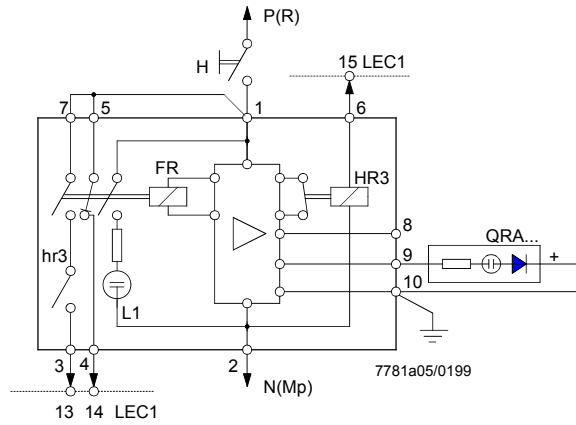 P(R)
H
15 LEC1
7 5 1 6
FR
HR3
8
QRA...
hr3
9
+
10
L1
3 4 2
7781a05/0199
N(Mp)
13 14 LEC1